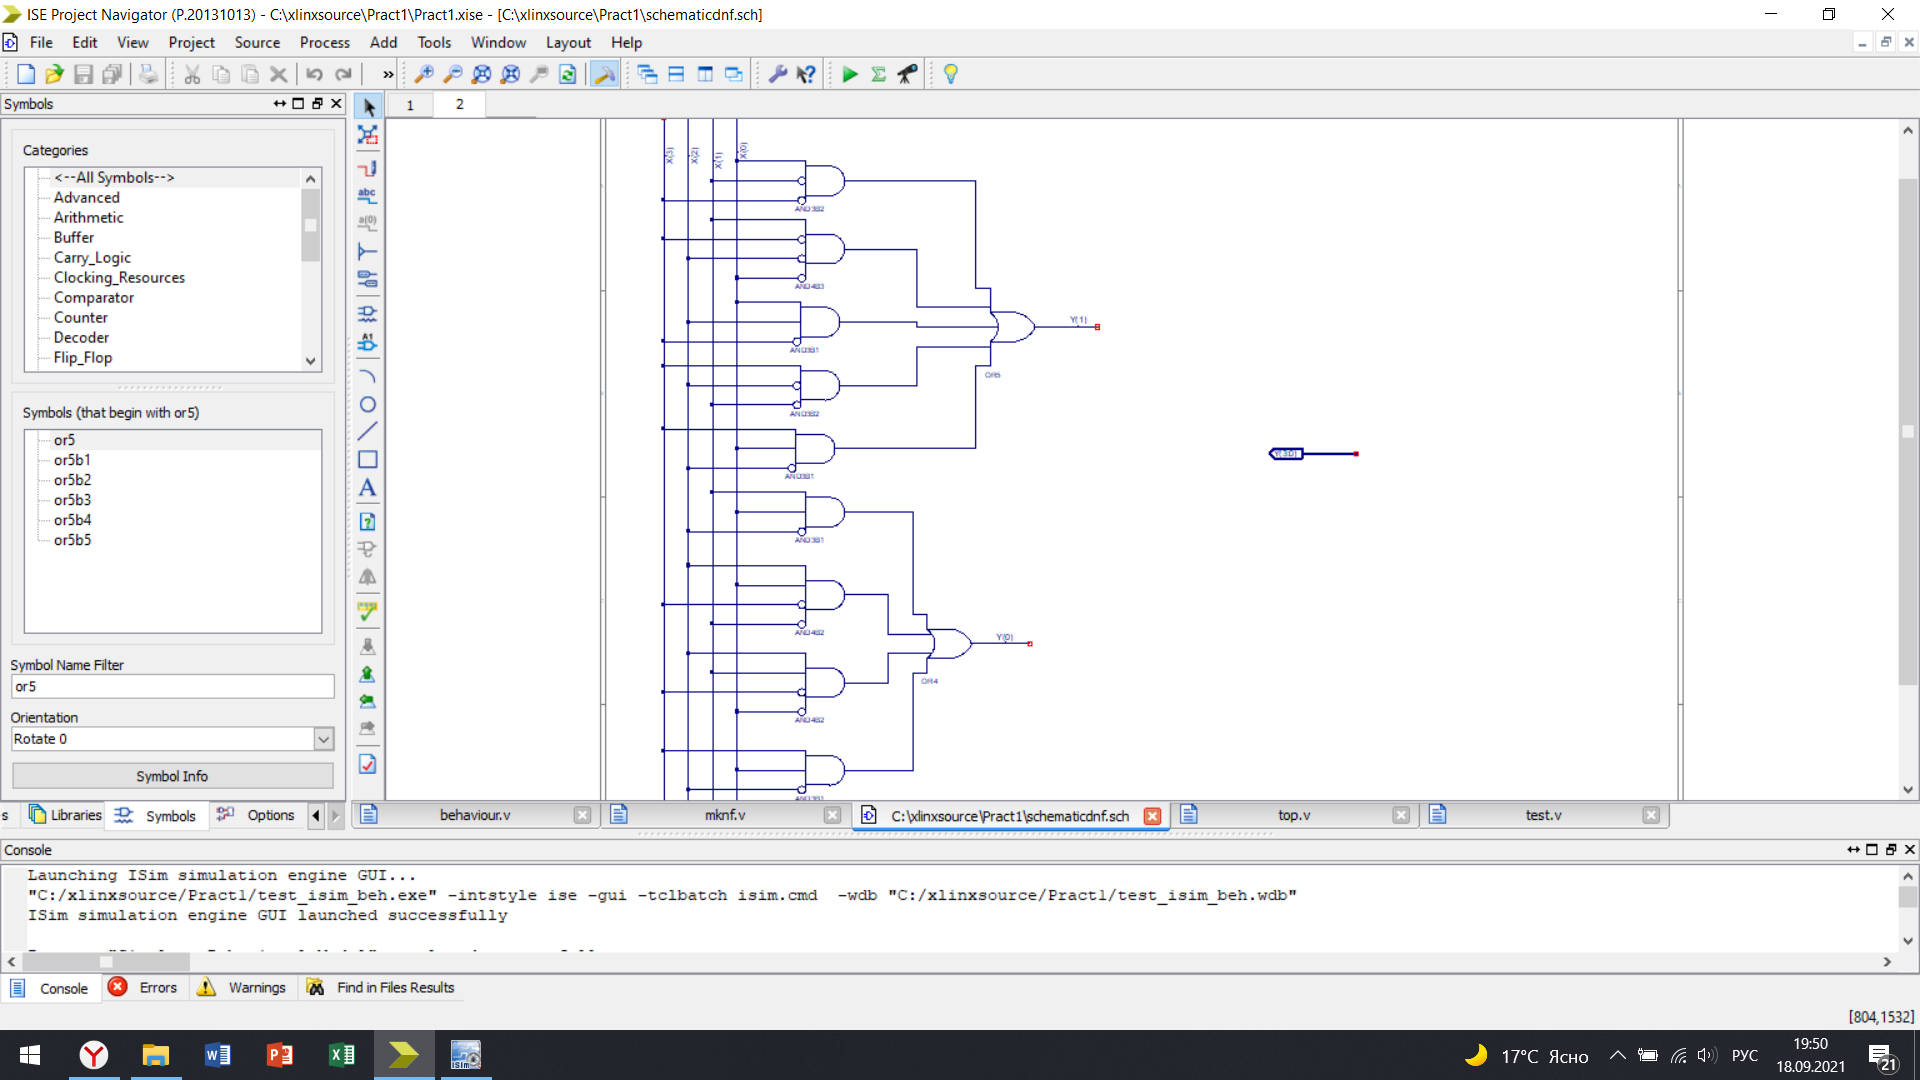 ISE Project Navigator (P.20131013) - C:\xlinxsource\Pract1\Pract1.xise - [C:\xlinxsource\Pract1\schematicdnf.sch]
File Edit View Project Source Process Add Tools Window Layout Help
»
Symbols
1 2
Categories
<--All Symbols-->
Advanced
Arithmetic
Buffer
Carry_Logic
Clocking_Resources
Comparator
Counter
Decoder
Flip_Flop
Symbols (that begin with or5)
or5
or5b1
or5b2
or5b3
or5b4
or5b5
Symbol Name Filter
or5
Orientation
Rotate 0
Symbol Info
s Libraries Symbols Options
abc
a(0)
A1
A
X(3) X(2) X(1) X(0)
AND3B2
AND4B3
AND3B1
AND3B2
AND3B1
OR5
Y(1)
AND3B1
AND4B2
AND4B2
AND3B1
OR4
Y(0)
Y(3:0)
behaviour.v mknf.v C:\xlinxsource\Pract1\schematicdnf.sch top.v test.v
Console
Launching ISim simulation engine GUI...
"C:/xlinxsource/Pract1/test_isim_beh.exe" -intstyle ise -gui -tclbatch isim.cmd -wdb "C:/xlinxsource/Pract1/test_isim_beh.wdb"
ISim simulation engine GUI launched successfully
Console Errors Warnings Find in Files Results
[804,1532]
17°C Ясно РУС 19:50
18.09.2021
21